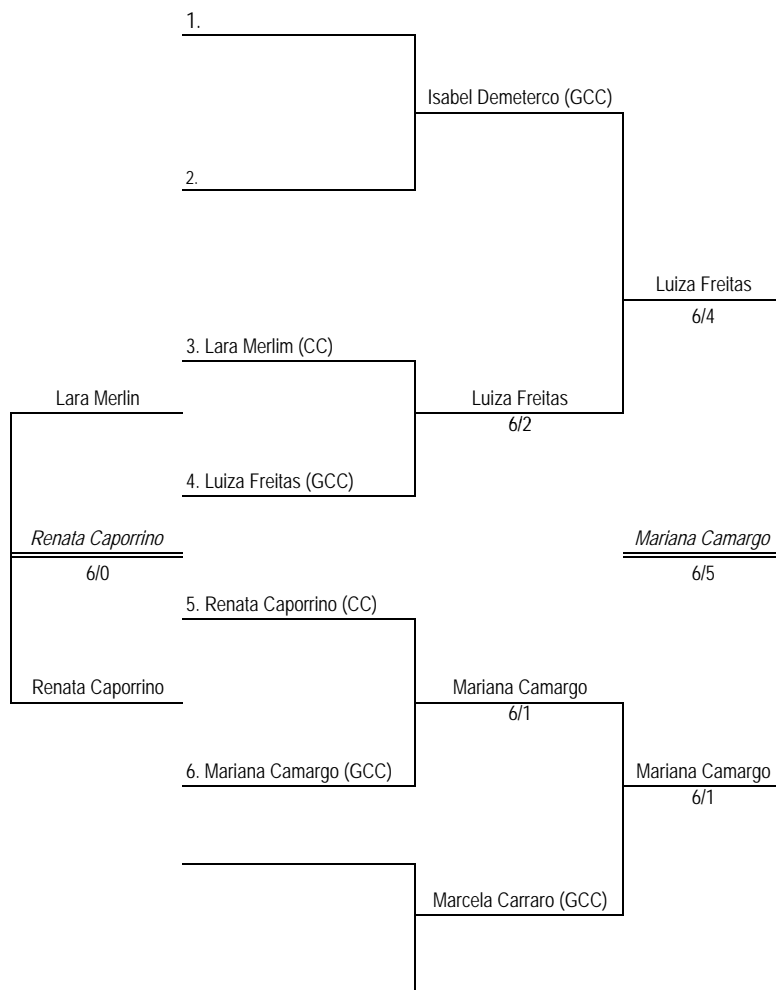 1.
Isabel Demeterco (GCC)
2.
Luiza Freitas
6/4
3. Lara Merlim (CC)
Lara Merlin
Luiza Freitas
6/2
4. Luiza Freitas (GCC)
Renata Caporrino
6/0
Mariana Camargo
6/5
5. Renata Caporrino (CC)
Renata Caporrino
Mariana Camargo
6/1
6. Mariana Camargo (GCC)
Mariana Camargo
6/1
Marcela Carraro (GCC)